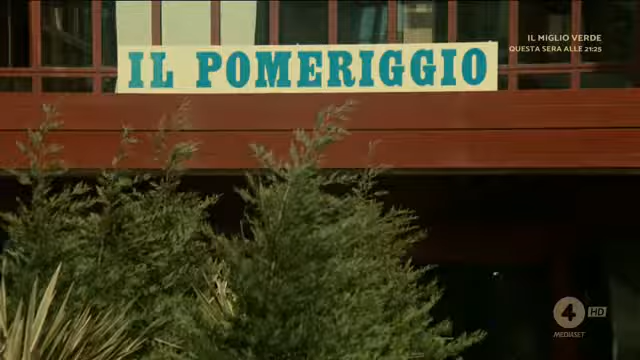 IL MIGLIO VERDE
QUESTA SERA ALLE 21:25
IL POMERIGGIO
4 HD
MEDIASET